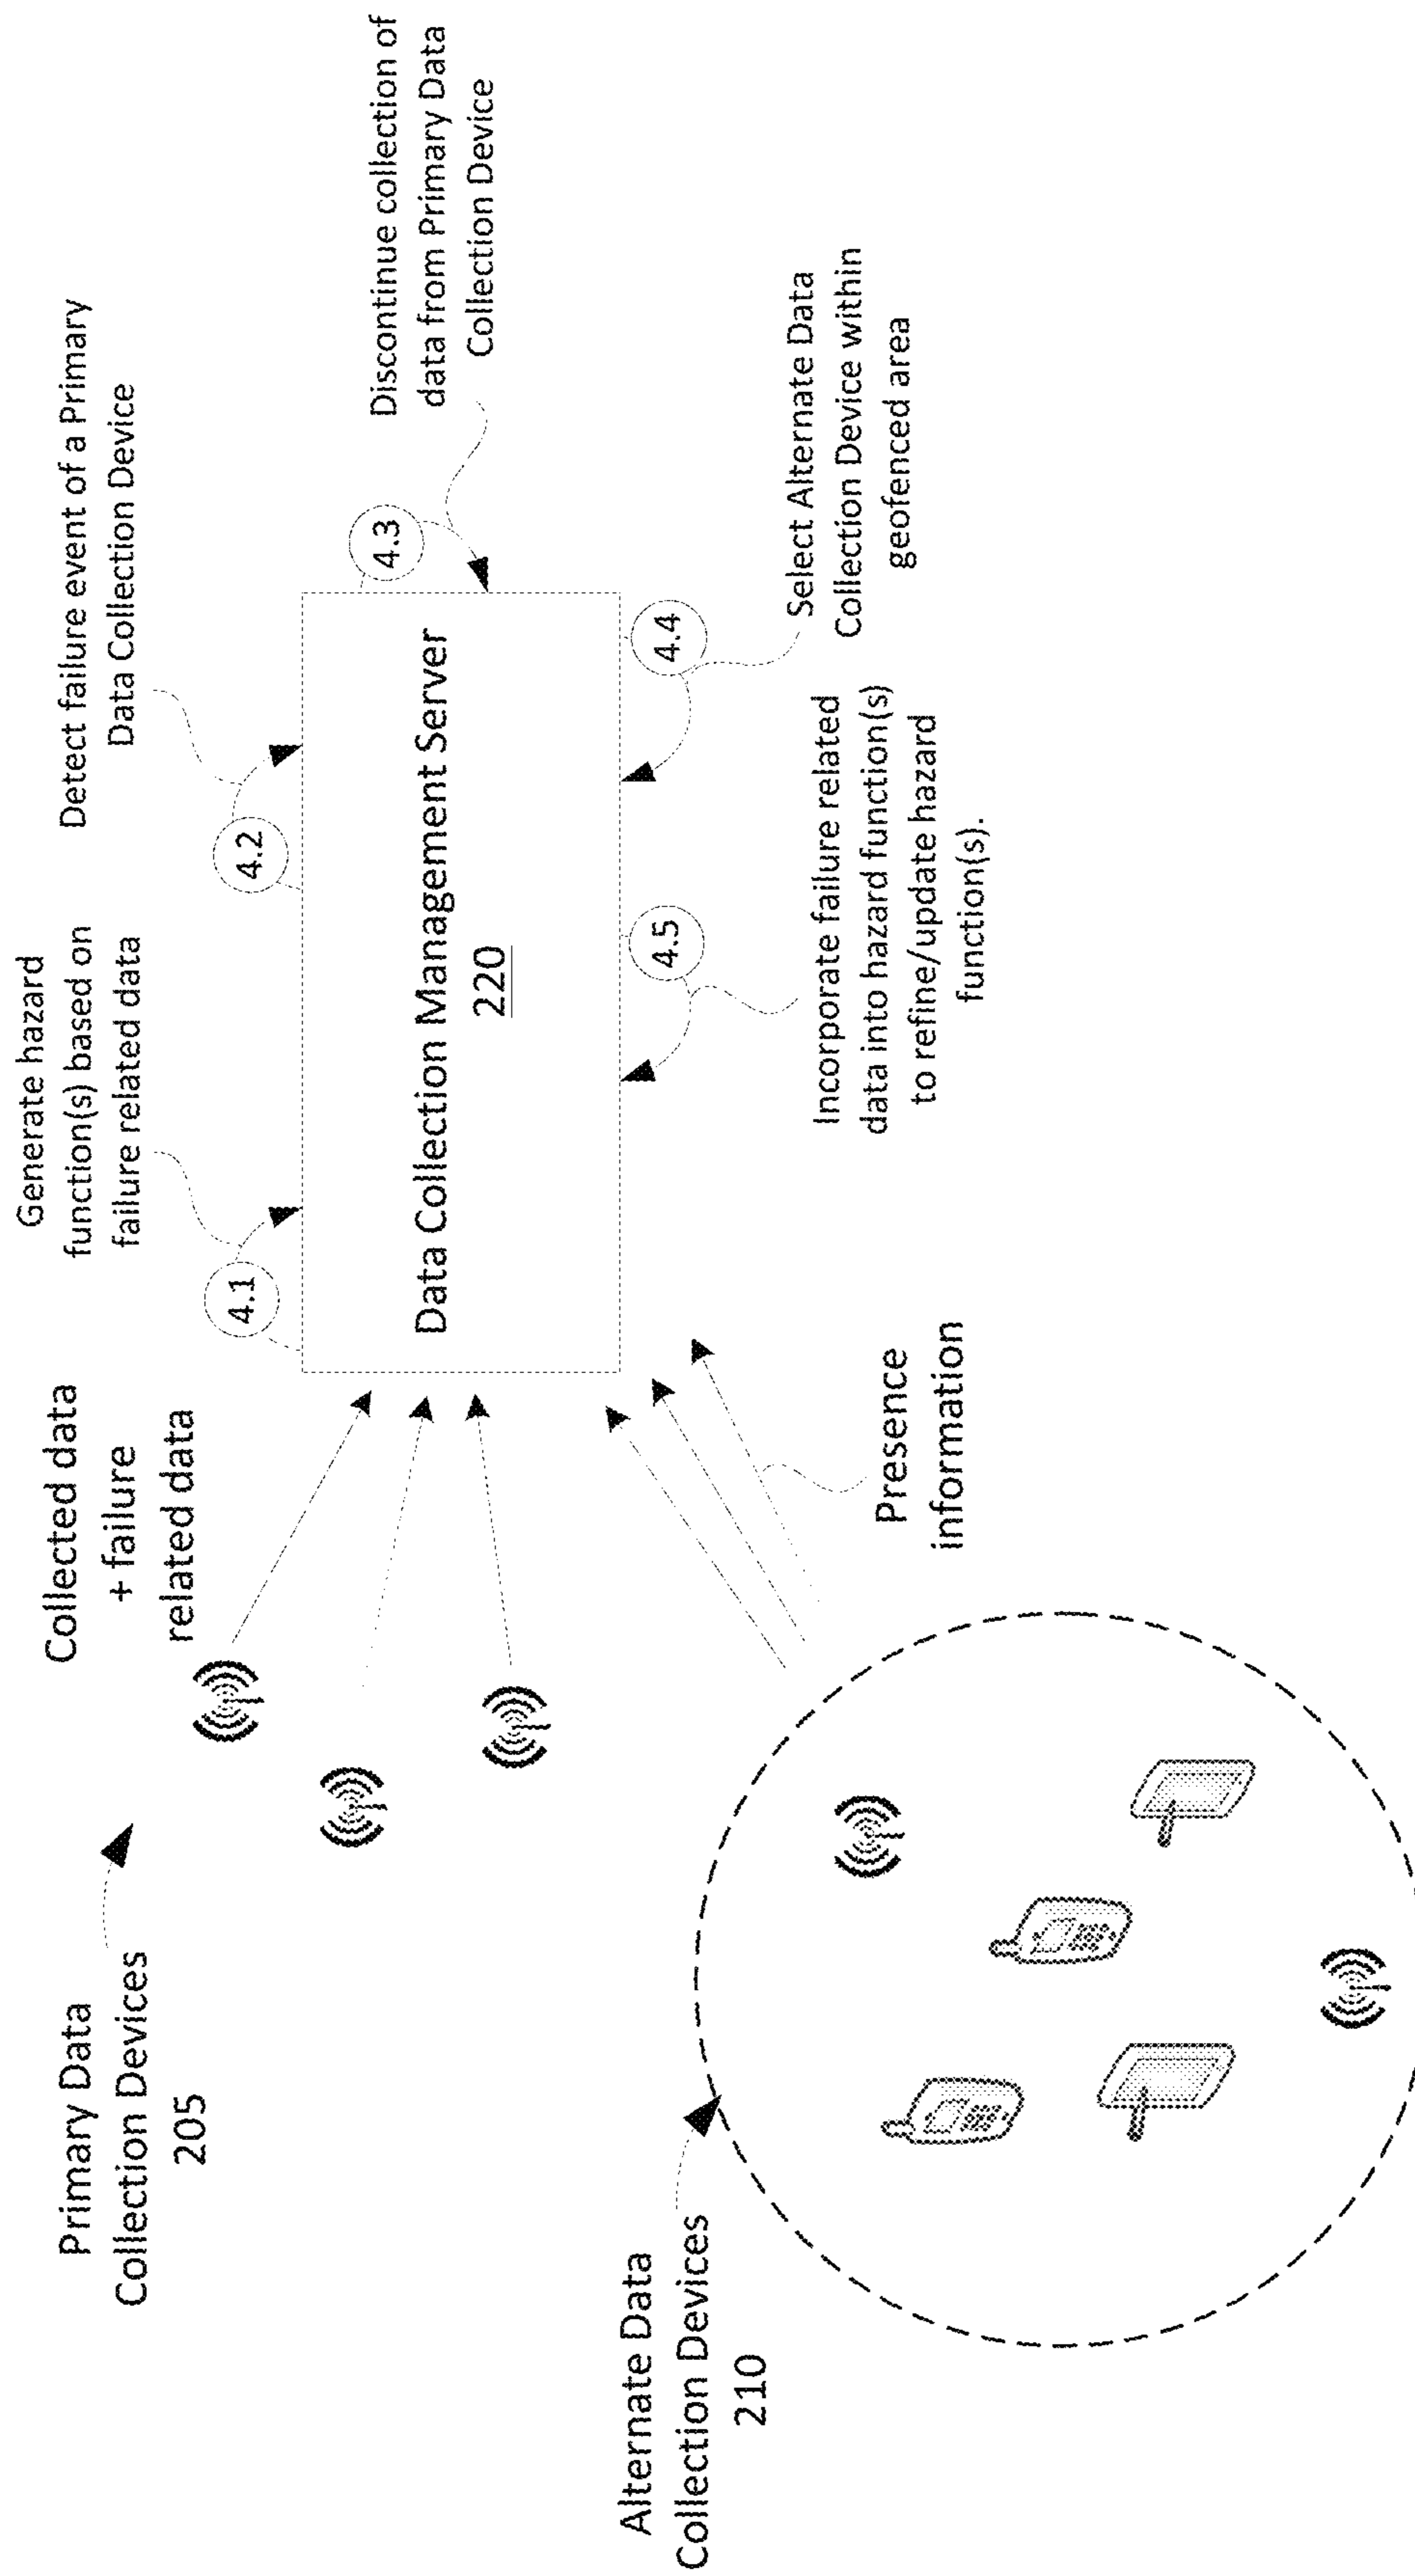 Primary Data
Collection Devices
205
Collected data
+ failure
related data
Generate hazard
function(s) based on
failure related data
4.1
Detect failure event of a Primary
Data Collection Device
4.2
Discontinue collection of
data from Primary Data
Collection Device
4.3
Data Collection Management Server
220
Alternate Data
Collection Devices
210
Presence
information
4.5
Incorporate failure related
data into hazard function(s)
to refine/update hazard
function(s).
4.4
Select Alternate Data
Collection Device within
geofenced area